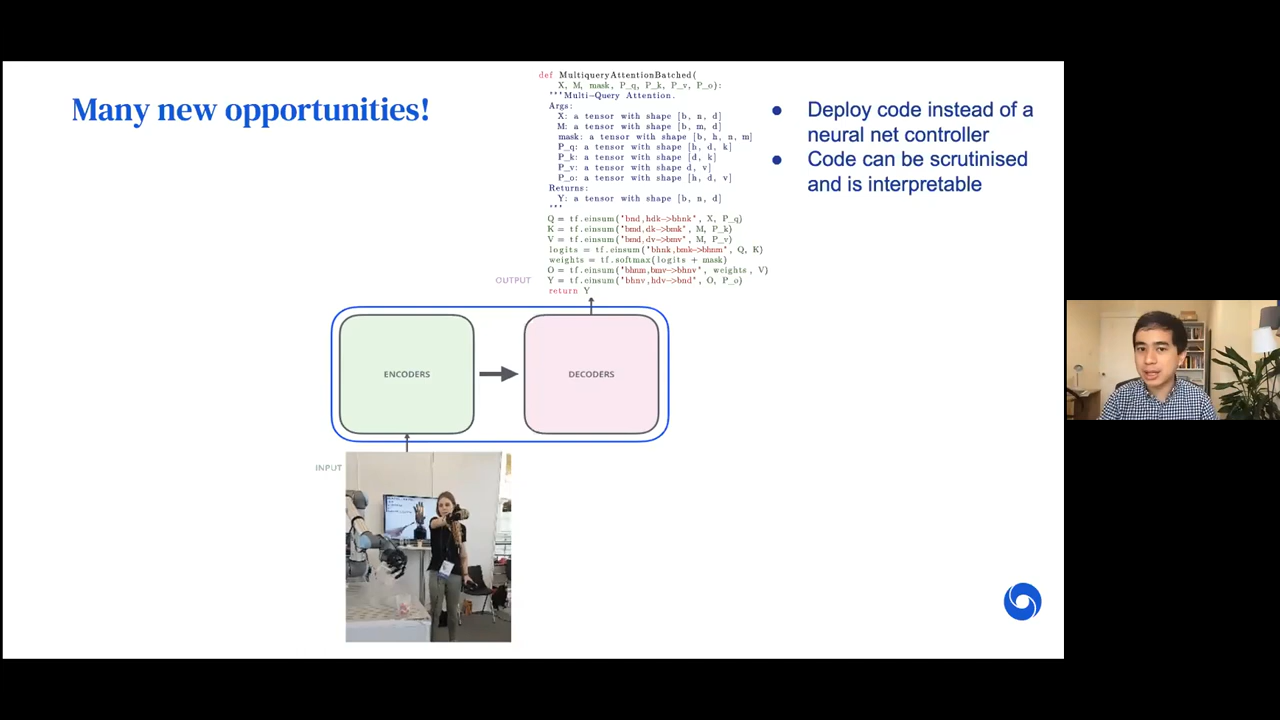 Many new opportunities!
def MultiqueryAttentionBatched(
X, M, mask, P_q, P_k, P_v, P_o):
"""Multi-Query Attention.
Args:
X: a tensor with shape [b, n, d]
M: a tensor with shape [b, m, d]
mask: a tensor with shape [b, h, n, m]
P_q: a tensor with shape [h, d, k]
P_k: a tensor with shape [d, k]
P_v: a tensor with shape d, v]
P_o: a tensor with shape [h, d, v]
Returns:
Y: a tensor with shape [b, n, d]
"""
Q = tf.einsum("bnd,hdk->bhnk", X, P_q)
K = tf.einsum("bmd,dk->bmk", M, P_k)
V = tf.einsum("bmd,dv->bmv", M, P_v)
logits = tf.einsum("bhnk,bmk->bhnm", Q, K)
weights = tf.softmax(logits + mask)
O = tf.einsum("bhnm,bmv->bhnv", weights, V)
Y = tf.einsum("bhnv,hdv->bnd", O, P_o)
return Y
● Deploy code instead of a
neural net controller
● Code can be scrutinised
and is interpretable
OUTPUT
ENCODERS
DECODERS
INPUT